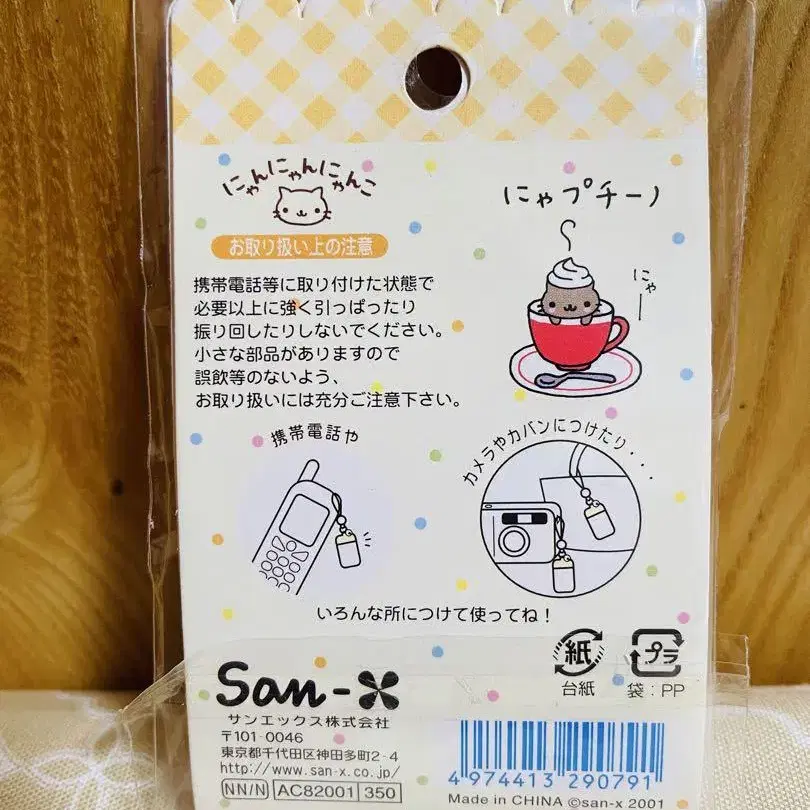 にゃんにゃんにゃんこ
お取り扱い上の注意
携帯電話等に取り付けた状態で
必要以上に強く引っぱったり
振り回したりしないでください。
小さな部品がありますので
誤飲等のないよう、
お取り扱いには充分ご注意下さい。
にゃプチーノ
にゃー
携帯電話や
カメラやカバンにつけたり・・・
いろんな所につけて使ってね!
San-X
サンエックス株式会社
〒101-0046
東京都千代田区神田多町2-4
http://www.san-x.co.jp/
NN/N AC82001 350
紙
台紙
プラ
袋:PP
4 974413 290791
Made in CHINA ©san-x 2001